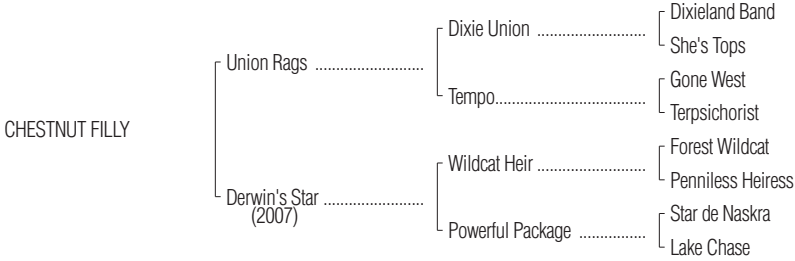 Dixieland Band
Dixie Union ..........................
She's Tops
Union Rags ..........................
Gone West
Tempo....................................
Terpsichorist
CHESTNUT FILLY
Forest Wildcat
Wildcat Heir ..........................
Penniless Heiress
Derwin's Star ........................
(2007)
Star de Naskra
Powerful Package ................
Lake Chase